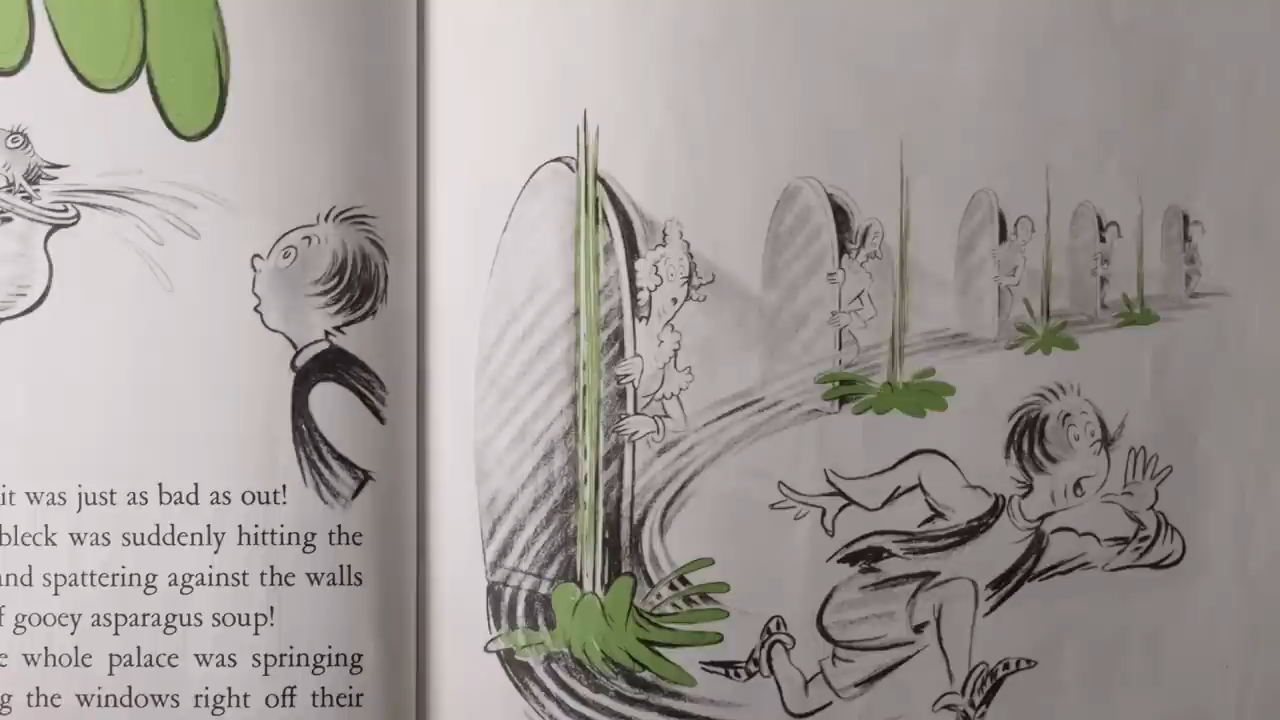 it was just as bad as out!
bleck was suddenly hitting the
and spattering against the walls
f gooey asparagus soup!
e whole palace was springing
g the windows right off their